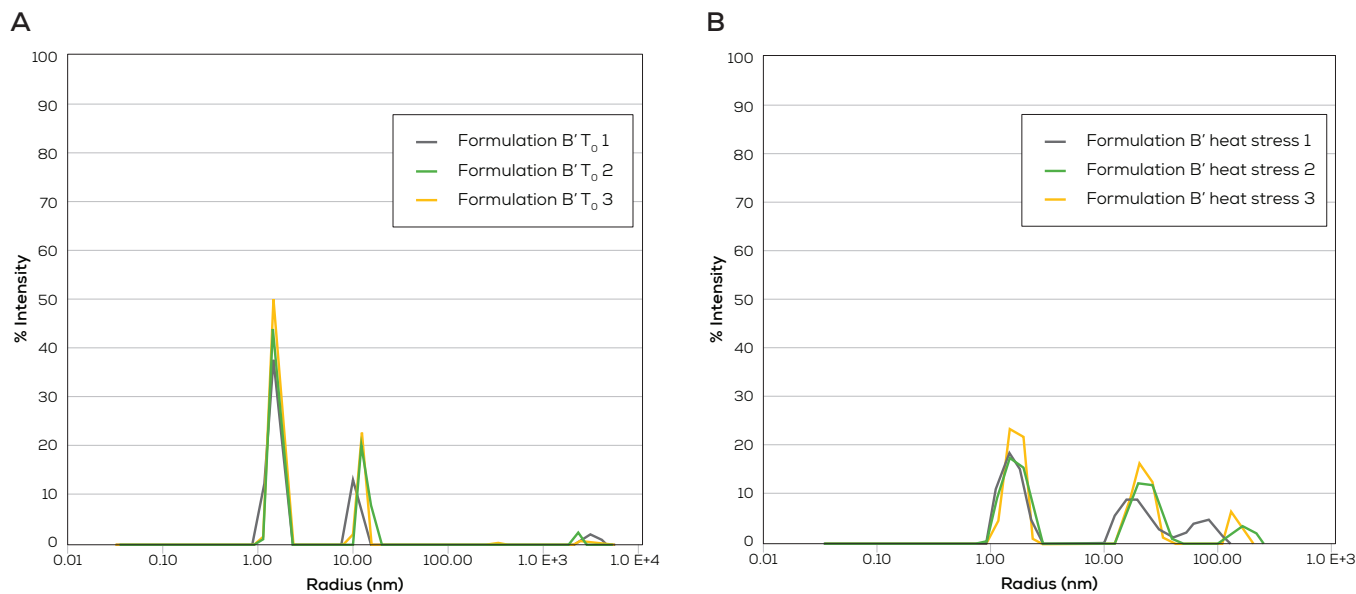 A
100
90
80
70
60
50
40
30
20
10
0
% Intensity
Formulation B’ T₀ 1
Formulation B’ T₀ 2
Formulation B’ T₀ 3
0.01
0.10
1.00
10.00
100.00
1.0 E+3
1.0 E+4
Radius (nm)
B
100
90
80
70
60
50
40
30
20
10
0
% Intensity
Formulation B’ heat stress 1
Formulation B’ heat stress 2
Formulation B’ heat stress 3
0.01
0.10
1.00
10.00
100.00
1.0 E+3
Radius (nm)